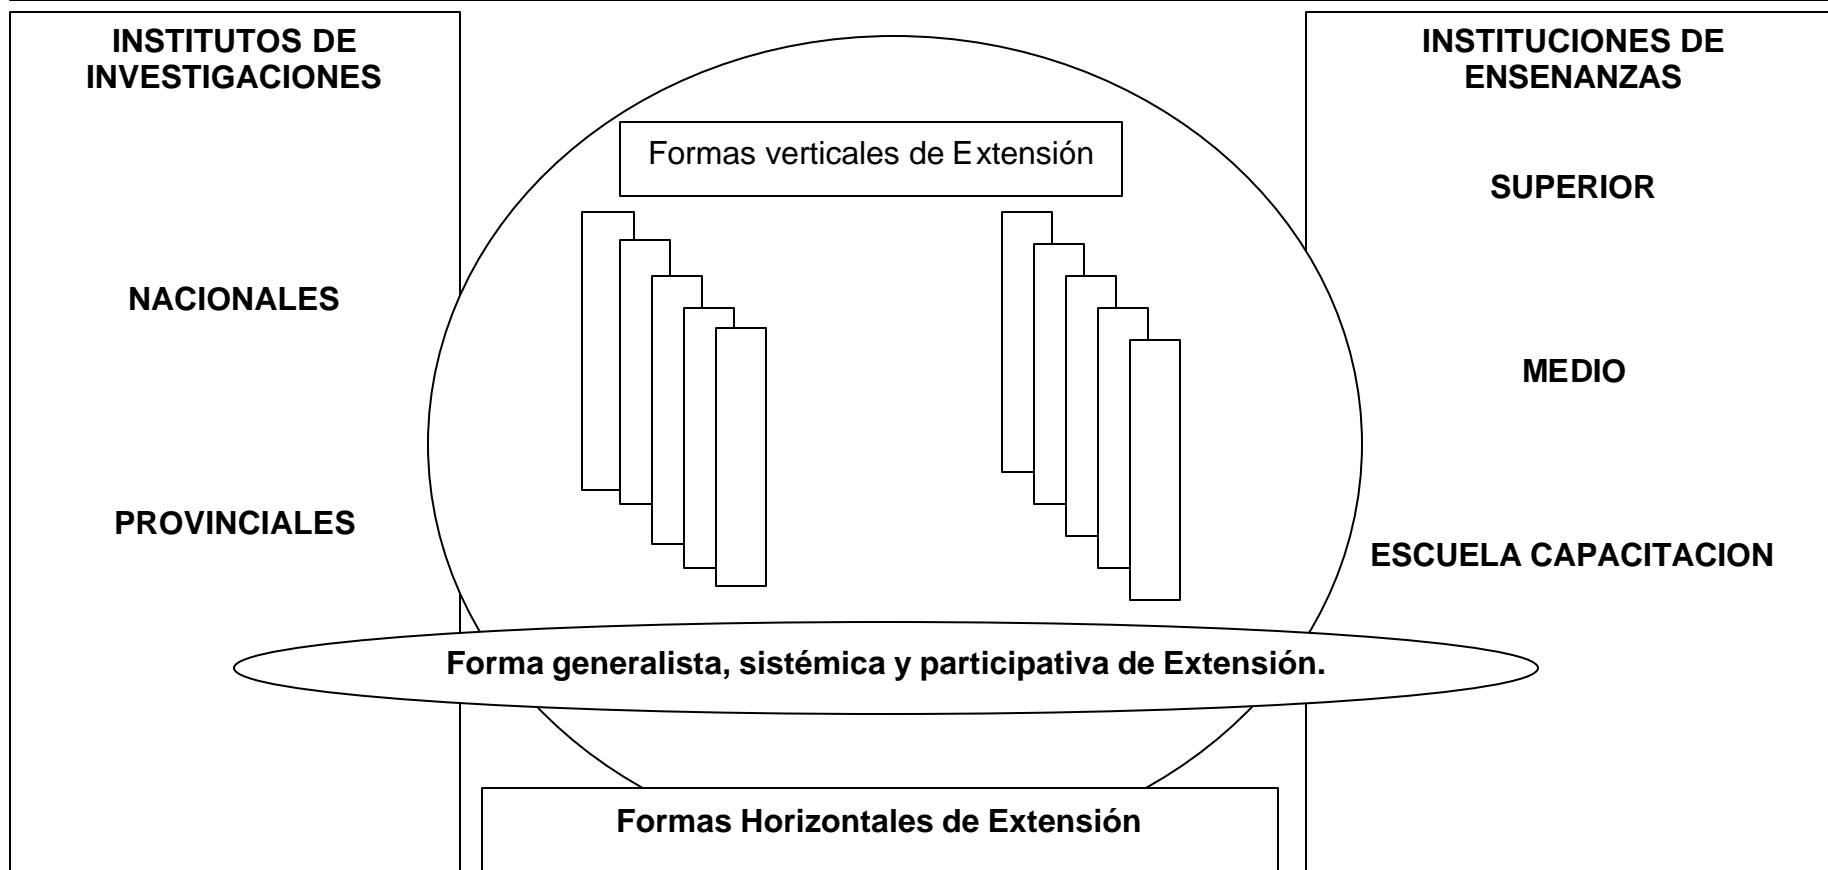 INSTITUTOS DE
INVESTIGACIONES
NACIONALES
PROVINCIALES
Formas verticales de Extensión
INSTITUCIONES DE
ENSENANZAS
SUPERIOR
MEDIO
ESCUELA CAPACITACION
Forma generalista, sistémica y participativa de Extensión.
Formas Horizontales de Extensión